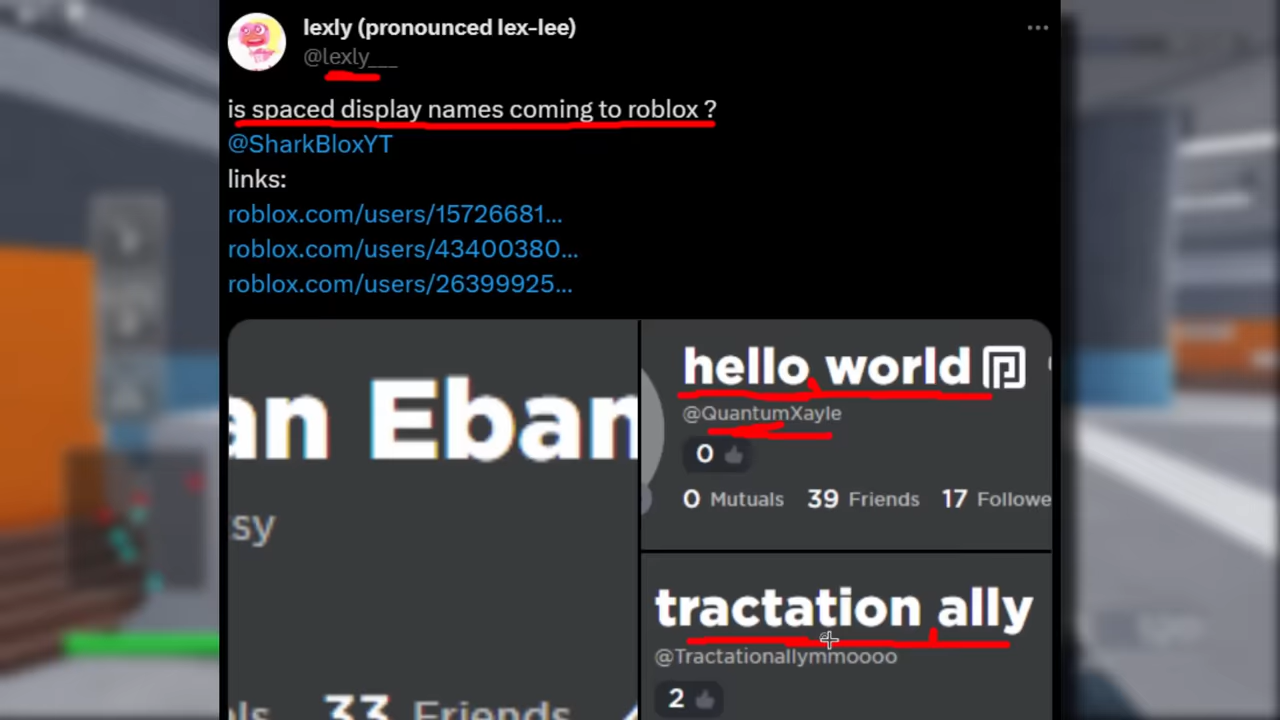 lexly (pronounced lex-lee)
@lexly___
is spaced display names coming to roblox ?
@SharkBloxYT
links:
roblox.com/users/15726681...
roblox.com/users/43400380...
roblox.com/users/26399925...
an Eban
sy
33 Friends
hello world
@QuantumXayle
0
0 Mutuals 39 Friends 17 Followe
tractation ally
@Tractationallymmoooo
2